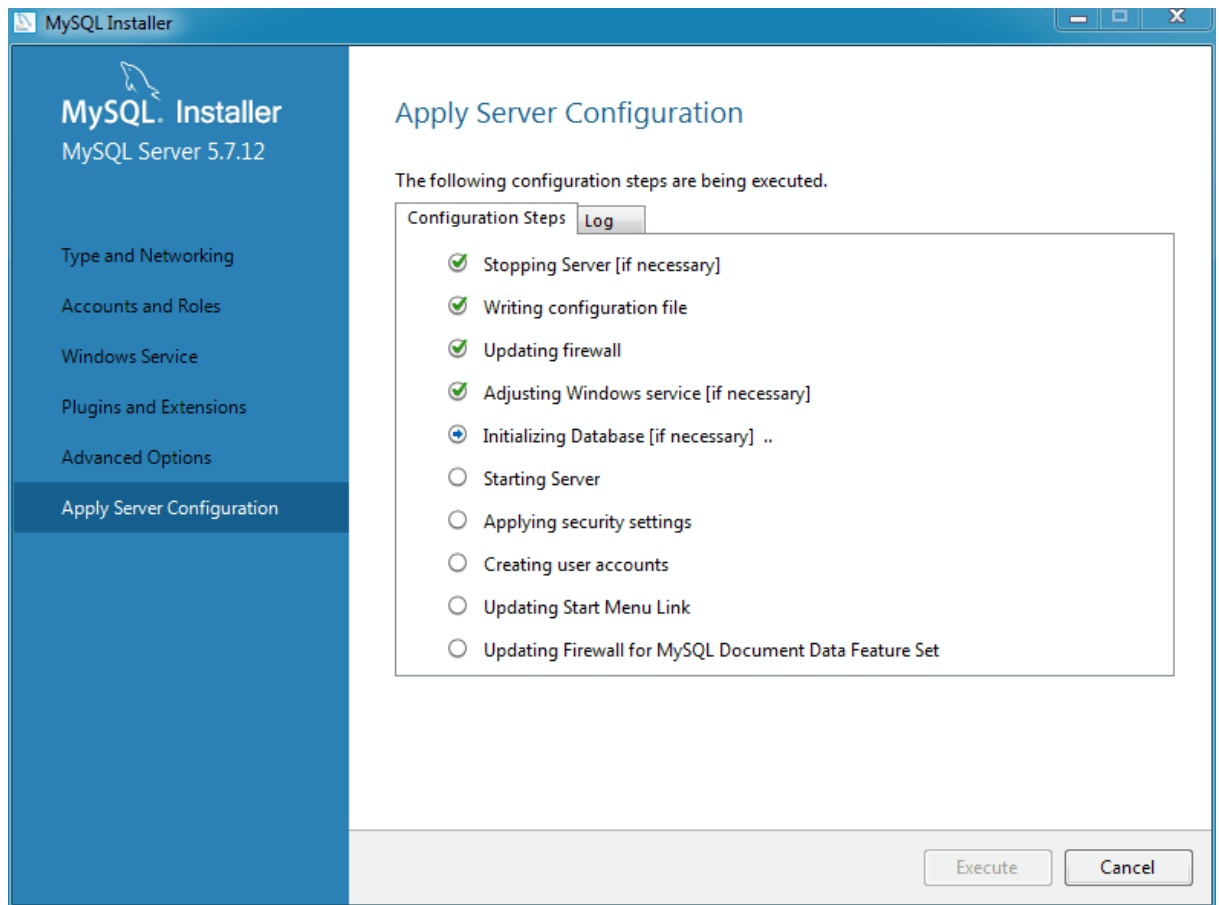 MySQL Installer
MySQL. Installer
MySQL Server 5.7.12
Type and Networking
Accounts and Roles
Windows Service
Plugins and Extensions
Advanced Options
Apply Server Configuration
Apply Server Configuration
The following configuration steps are being executed.
Configuration Steps Log
Stopping Server [if necessary]
Writing configuration file
Updating firewall
Adjusting Windows service [if necessary]
Initializing Database [if necessary] ..
Starting Server
Applying security settings
Creating user accounts
Updating Start Menu Link
Updating Firewall for MySQL Document Data Feature Set
Execute Cancel